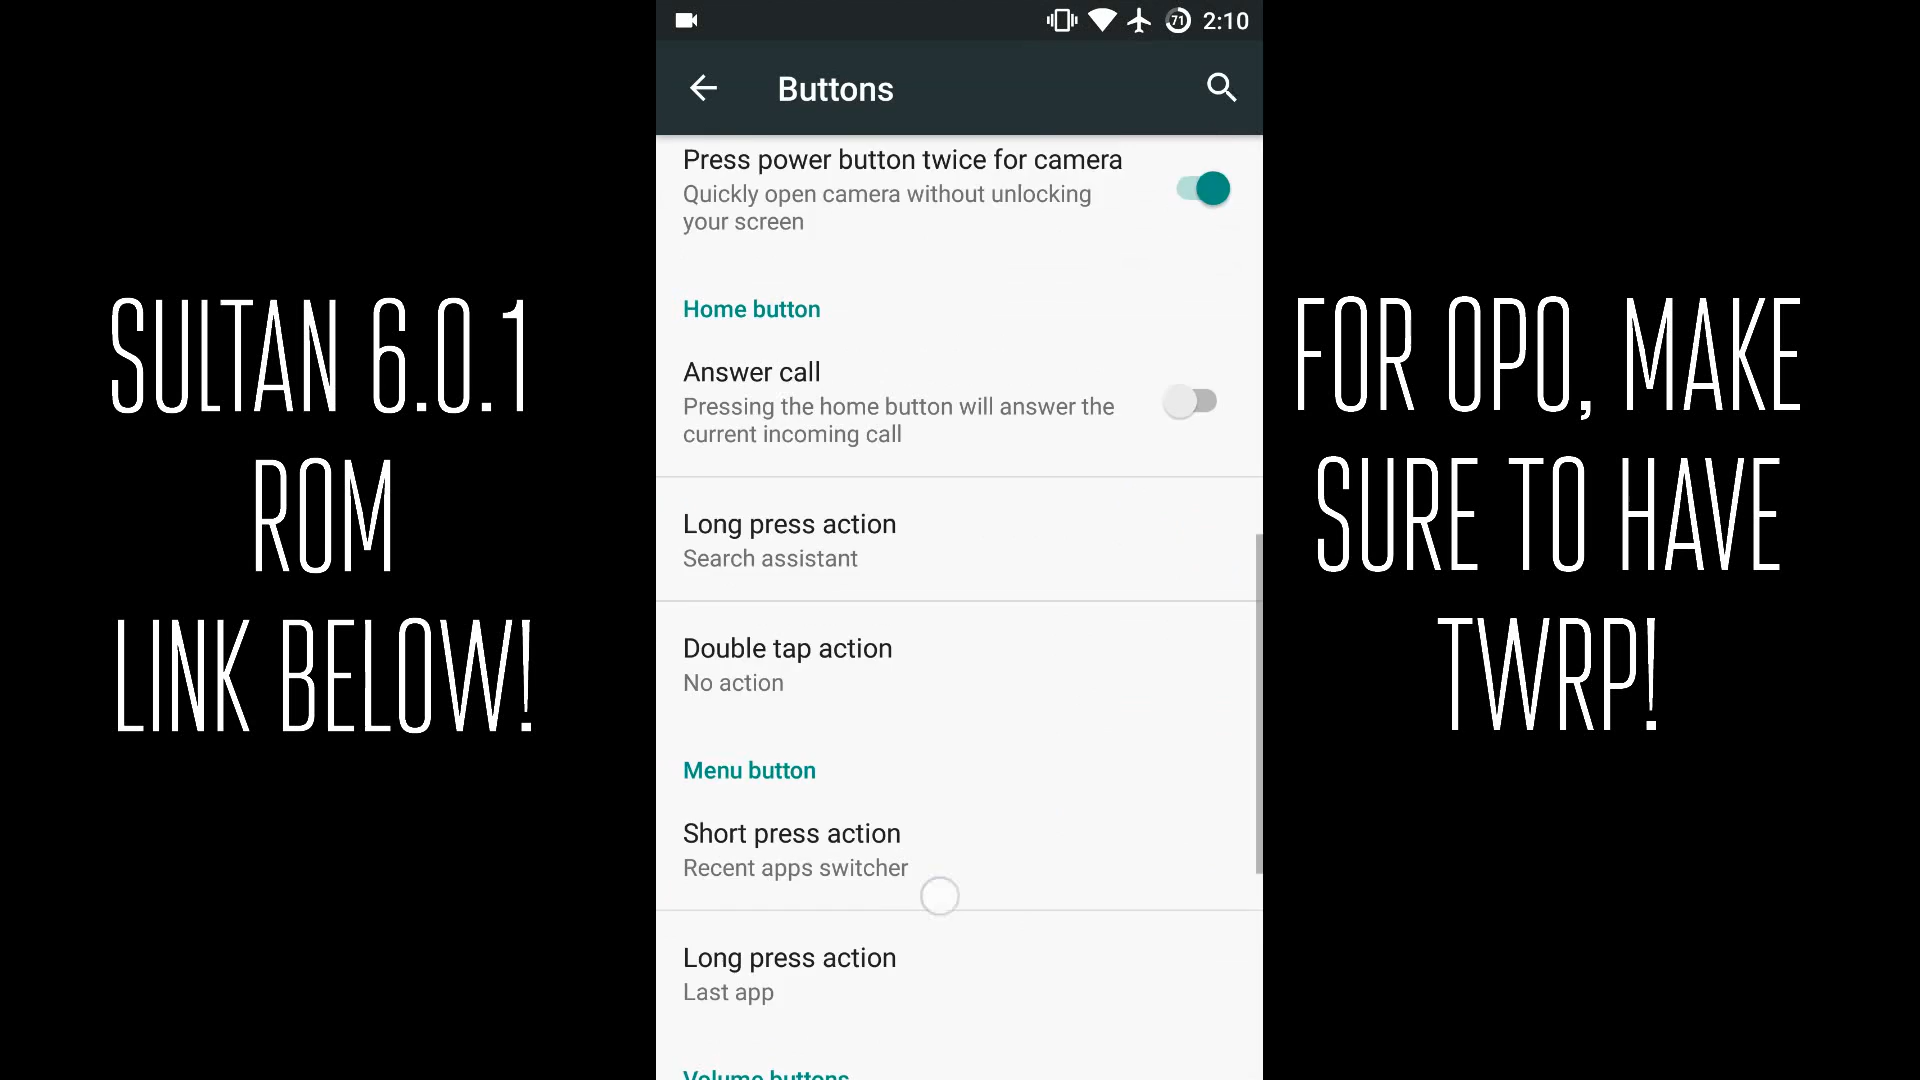 71 2:10
Buttons
Press power button twice for camera
Quickly open camera without unlocking
your screen
Home button
Answer call
Pressing the home button will answer the
current incoming call
Long press action
Search assistant
Double tap action
No action
Menu button
Short press action
Recent apps switcher
Long press action
Last app
Volume buttons
SULTAN 6.0.1
ROM
LINK BELOW!
FOR OPO, MAKE
SURE TO HAVE
TWRP!